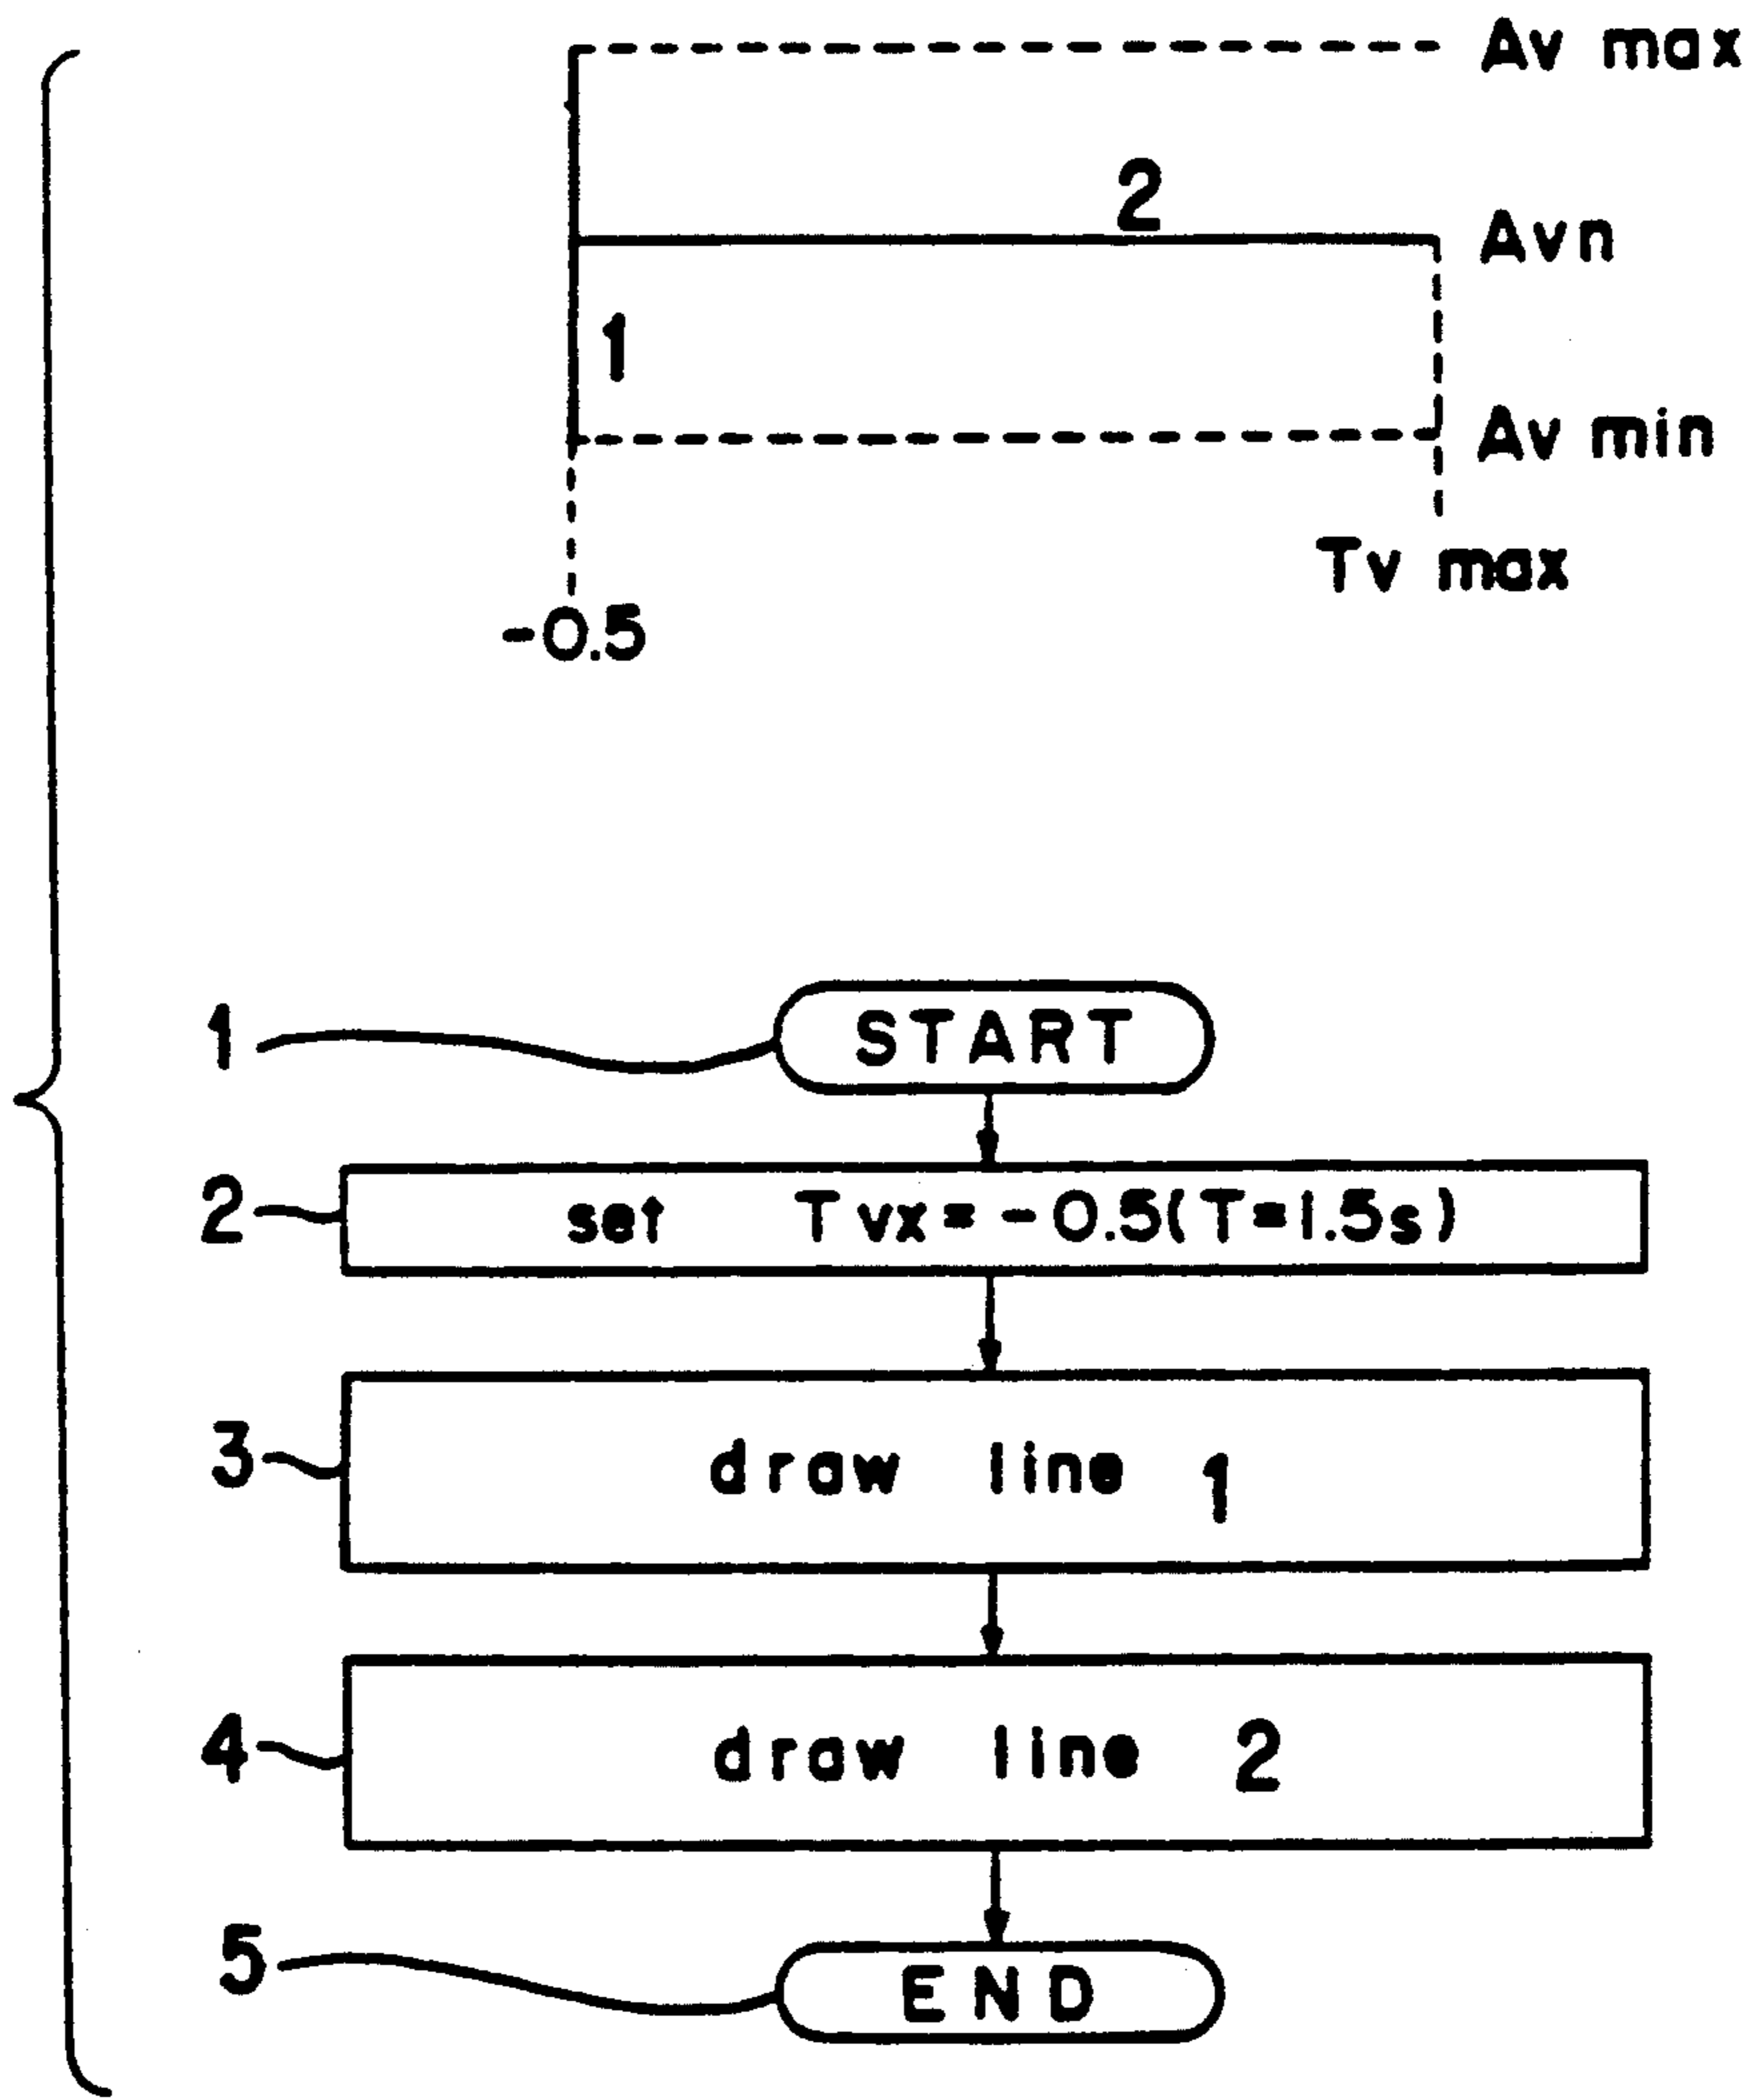 Av max
2
Avn
1
Av min
Tv max
-0.5
1
START
2
set Tvx=-0.5(T=1.5s)
3
draw line 1
4
draw line 2
5
END